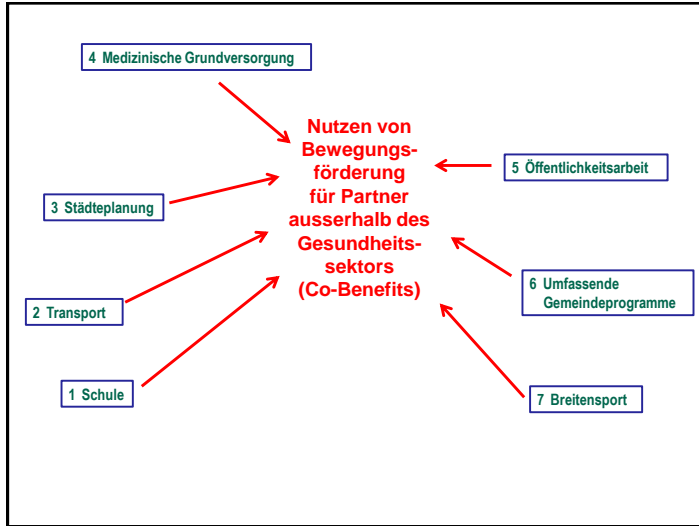 4 Medizinische Grundversorgung
Nutzen von
Bewegungs-
förderung
für Partner
ausserhalb des
Gesundheits-
sektors
(Co-Benefits)
5 Öffentlichkeitsarbeit
3 Städteplanung
6 Umfassende
Gemeindeprogramme
2 Transport
1 Schule
7 Breitensport